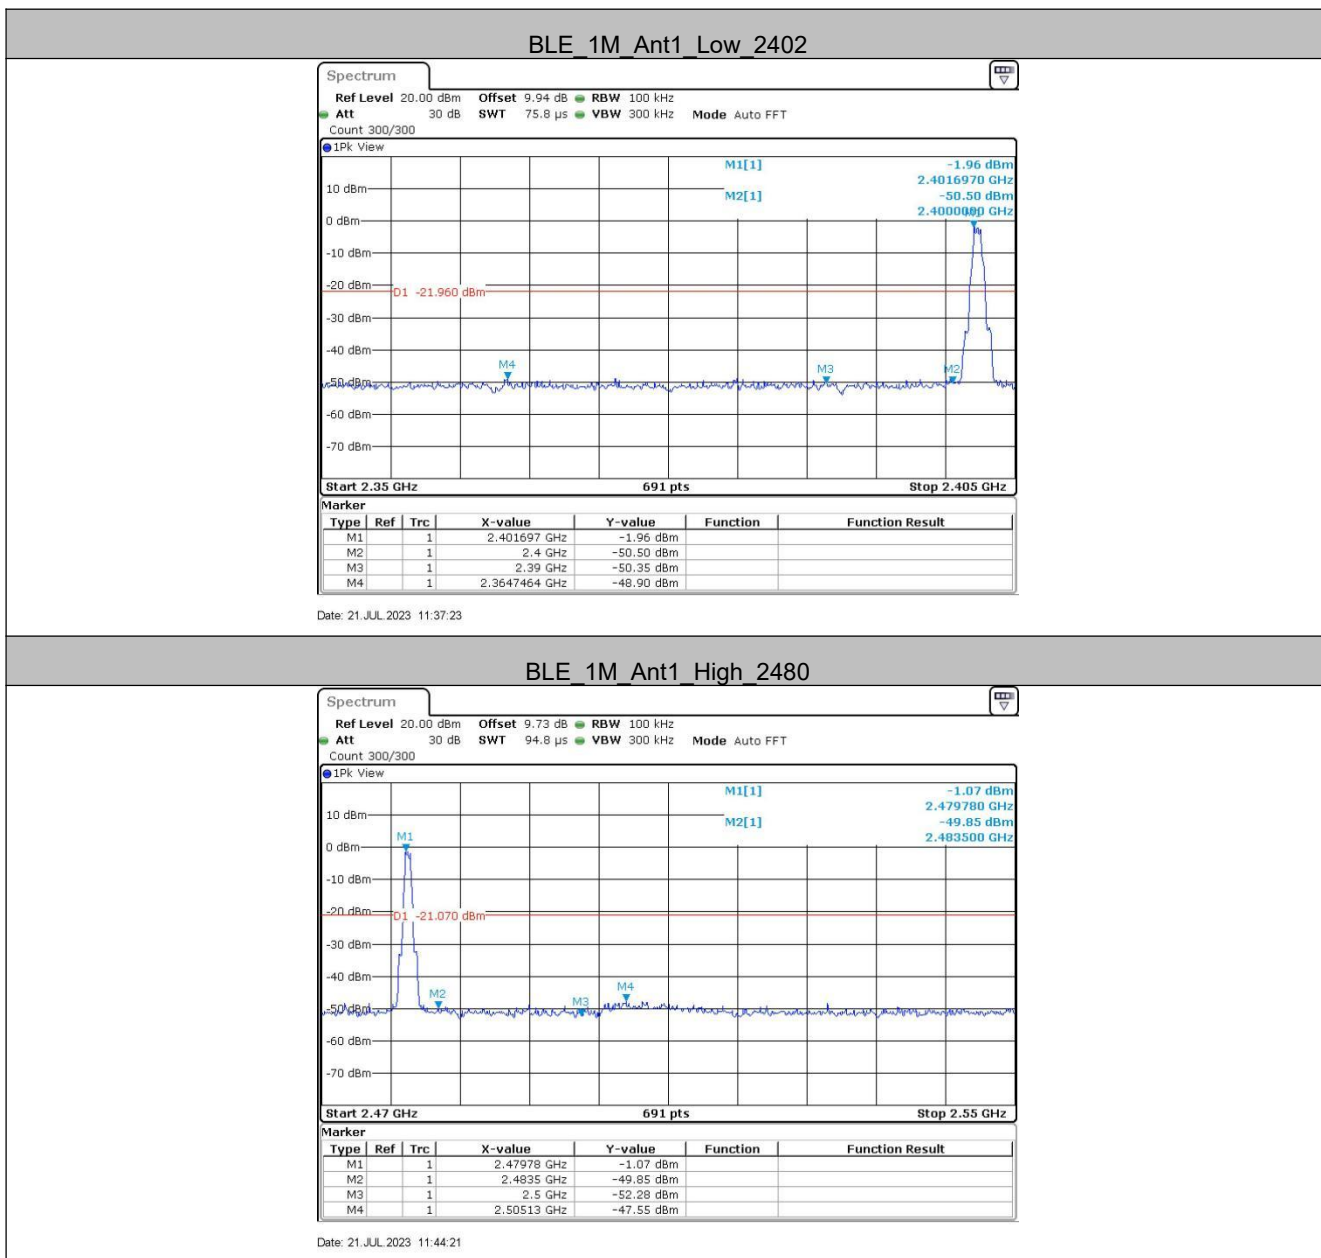 BLE_1M_Ant1_Low_2402
Spectrum
Ref Level 20.00 dBm Offset 9.94 dB RBW 100 kHz
Att 30 dB SWT 75.8 µs VBW 300 kHz Mode Auto FFT
Count 300/300
1Pk View
M1[1] -1.96 dBm
2.4016970 GHz
M2[1] -50.50 dBm
2.4000000 GHz
M1
10 dBm
0 dBm
-10 dBm
-20 dBm
D1 -21.960 dBm
-30 dBm
-40 dBm
M4 M3 M2
-50 dBm
-60 dBm
-70 dBm
Start 2.35 GHz 691 pts Stop 2.405 GHz
Marker
Type Ref Trc X-value Y-value Function Function Result
M1 1 2.401697 GHz -1.96 dBm
M2 1 2.4 GHz -50.50 dBm
M3 1 2.39 GHz -50.35 dBm
M4 1 2.3647464 GHz -48.90 dBm
Date: 21.JUL.2023 11:37:23
BLE_1M_Ant1_High_2480
Spectrum
Ref Level 20.00 dBm Offset 9.73 dB RBW 100 kHz
Att 30 dB SWT 94.8 µs VBW 300 kHz Mode Auto FFT
Count 300/300
1Pk View
M1[1] -1.07 dBm
2.479780 GHz
M2[1] -49.85 dBm
2.483500 GHz
10 dBm
M1
0 dBm
-10 dBm
-20 dBm
D1 -21.070 dBm
-30 dBm
-40 dBm
M2 M3 M4
-50 dBm
-60 dBm
-70 dBm
Start 2.47 GHz 691 pts Stop 2.55 GHz
Marker
Type Ref Trc X-value Y-value Function Function Result
M1 1 2.47978 GHz -1.07 dBm
M2 1 2.4835 GHz -49.85 dBm
M3 1 2.5 GHz -52.28 dBm
M4 1 2.50513 GHz -47.55 dBm
Date: 21.JUL.2023 11:44:21